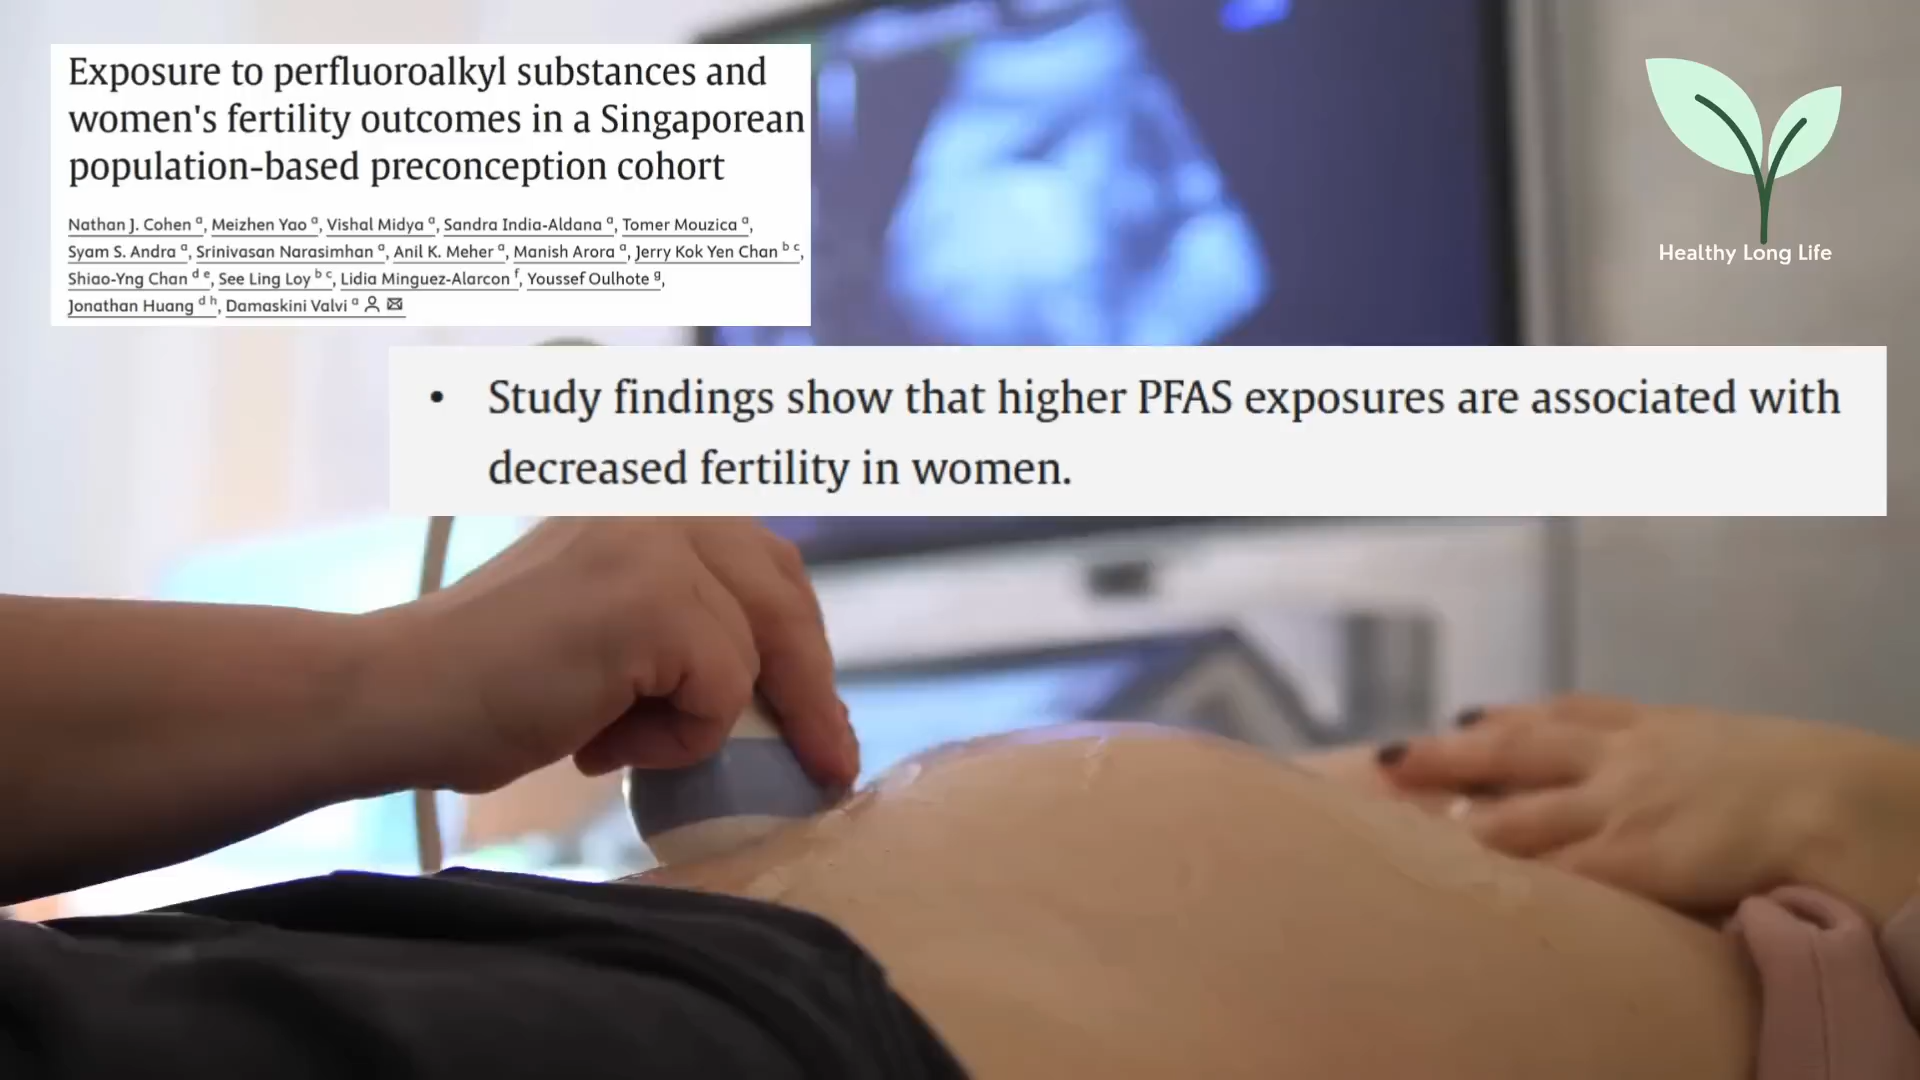 Exposure to perfluoroalkyl substances and
women's fertility outcomes in a Singaporean
population-based preconception cohort
Nathan J. Cohen a, Meizhen Yao a, Vishal Midya a, Sandra India-Aldana a, Tomer Mouzica a,
Syam S. Andra a, Srinivasan Narasimhan a, Anil K. Meher a, Manish Arora a, Jerry Kok Yen Chan b c,
Shiao-Yng Chan d e, See Ling Loy b c, Lidia Minguez-Alarcon f, Youssef Oulhote g,
Jonathan Huang d h, Damaskini Valvi a
Healthy Long Life
• Study findings show that higher PFAS exposures are associated with
decreased fertility in women.